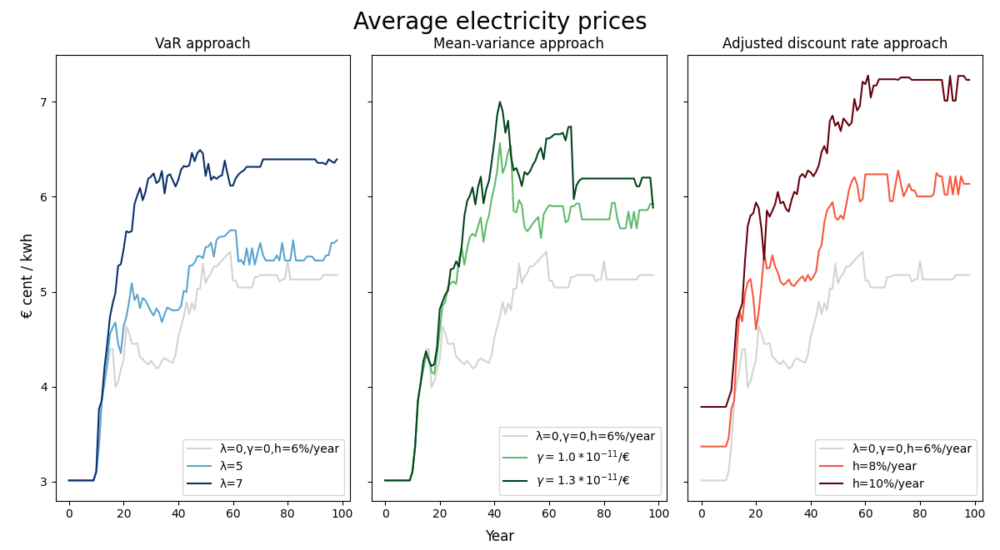 Average electricity prices
VaR approach
Mean-variance approach
Adjusted discount rate approach
€ cent / kwh
7
6
5
4
3
λ=0,γ=0,h=6%/year
λ=5
λ=7
λ=0,γ=0,h=6%/year
γ = 1.0 * 10⁻¹¹/€
γ = 1.3 * 10⁻¹¹/€
λ=0,γ=0,h=6%/year
h=8%/year
h=10%/year
0 20 40 60 80 100
0 20 40 60 80 100
0 20 40 60 80 100
Year